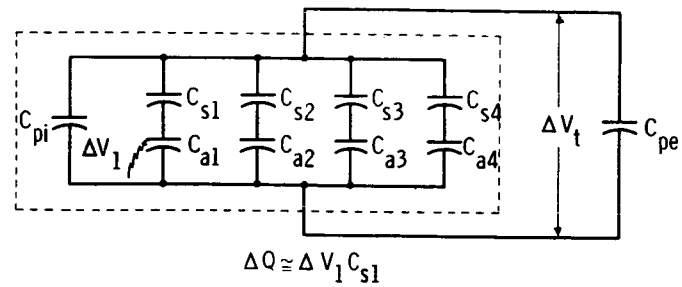 C_pi
C_s1
C_s2
C_s3
C_s4
ΔV_1
C_a1
C_a2
C_a3
C_a4
ΔV_t
C_pe
ΔQ ≅ ΔV_1 C_s1